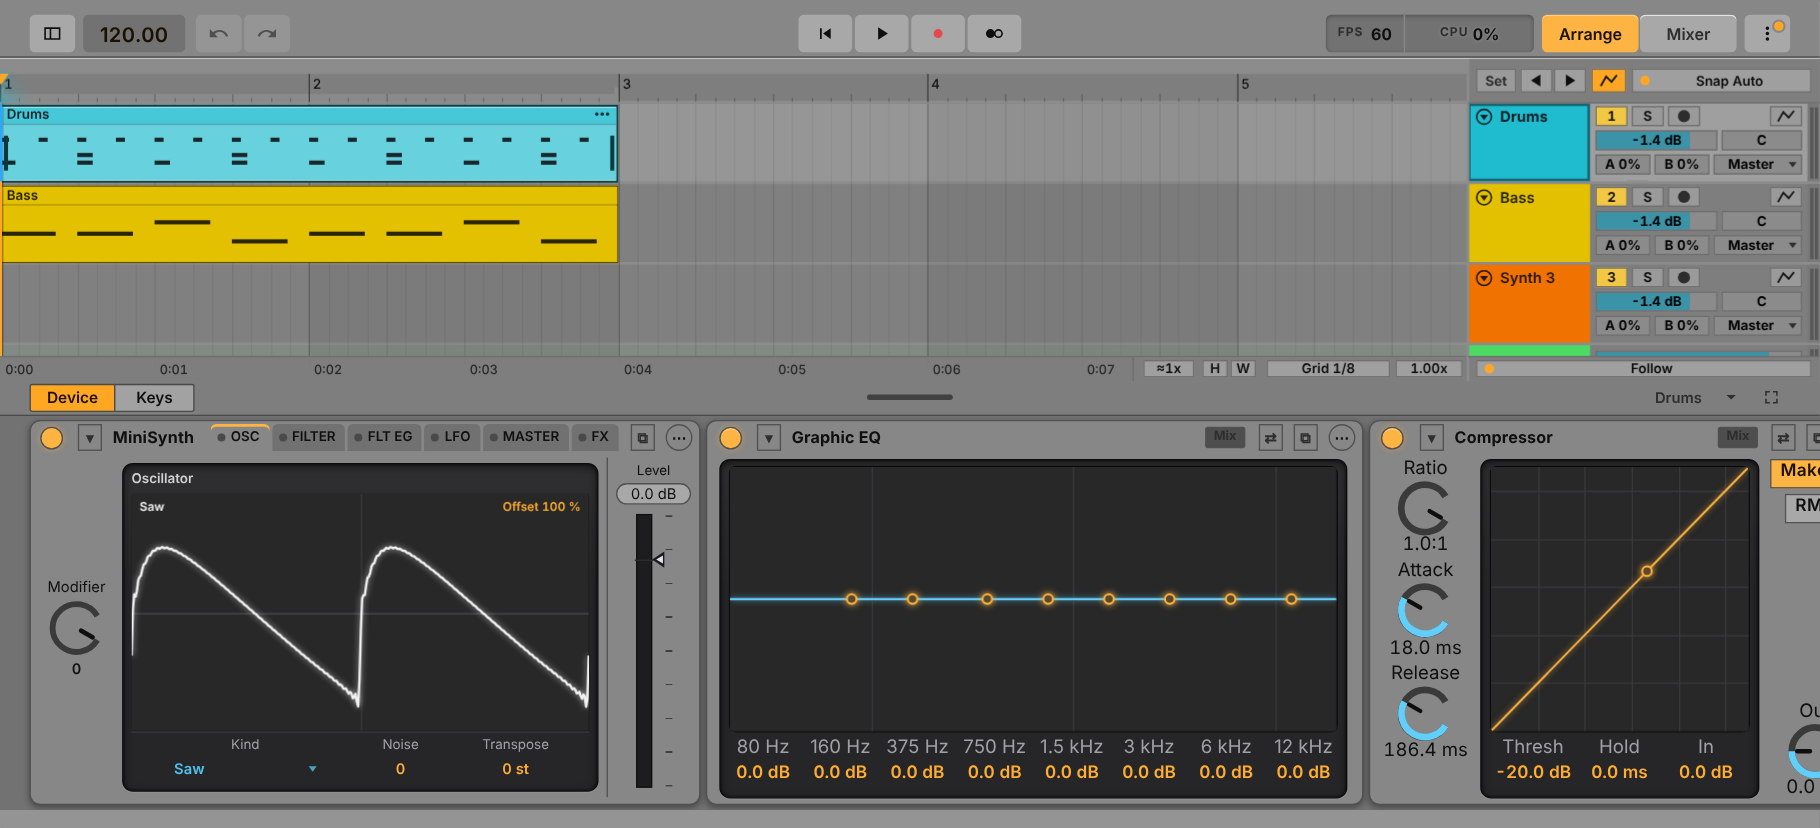 120.00
FPS 60 CPU 0% Arrange Mixer
1 2 3 4 5
Set Snap Auto
Drums
Drums 1 S
-1.4 dB C
A 0% B 0% Master
Bass
Bass 2 S
-1.4 dB C
A 0% B 0% Master
Synth 3 3 S
-1.4 dB C
A 0% B 0% Master
0:00 0:01 0:02 0:03 0:04 0:05 0:06 0:07 ≈1x H W Grid 1/8 1.00x Follow
Device Keys Drums
MiniSynth OSC FILTER FLT EG LFO MASTER FX
Level
0.0 dB
Oscillator
Saw Offset 100 %
Modifier
0
Kind Noise Transpose
Saw 0 0 st
Graphic EQ Mix
80 Hz 160 Hz 375 Hz 750 Hz 1.5 kHz 3 kHz 6 kHz 12 kHz
0.0 dB 0.0 dB 0.0 dB 0.0 dB 0.0 dB 0.0 dB 0.0 dB 0.0 dB
Compressor Mix
Ratio
1.0:1
Attack
18.0 ms
Release
186.4 ms
Thresh Hold In
-20.0 dB 0.0 ms 0.0 dB
Make
RM
Ou
0.0